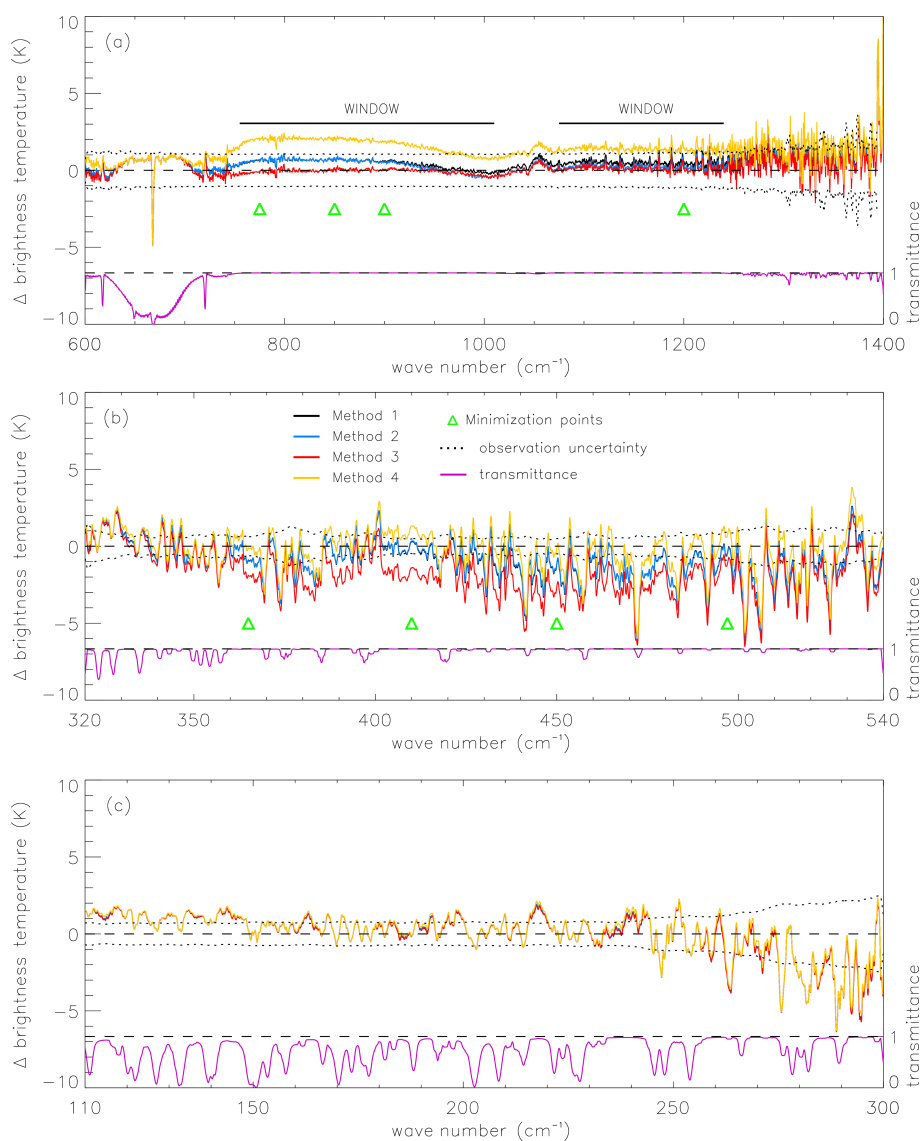 (a)
WINDOW
WINDOW
Δ brightness temperature (K)
10
5
0
−5
−10
1
0
transmittance
600
800
1000
1200
1400
wave number (cm⁻¹)
(b)
Method 1
Method 2
Method 3
Method 4
Minimization points
observation uncertainty
transmittance
Δ brightness temperature (K)
10
5
0
−5
−10
1
0
transmittance
320
350
400
450
500
540
wave number (cm⁻¹)
(c)
Δ brightness temperature (K)
10
5
0
−5
−10
1
0
transmittance
110
150
200
250
300
wave number (cm⁻¹)